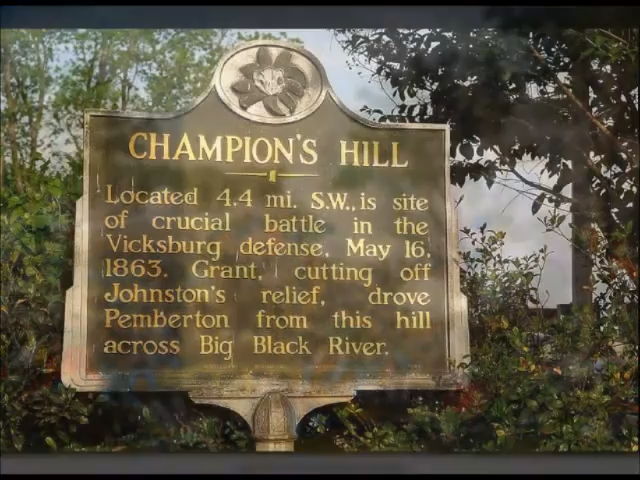 CHAMPION'S HILL
Located 4.4 mi. S.W., is site
of crucial battle in the
Vicksburg defense, May 16,
1863. Grant, cutting off
Johnston's relief, drove
Pemberton from this hill
across Big Black River.